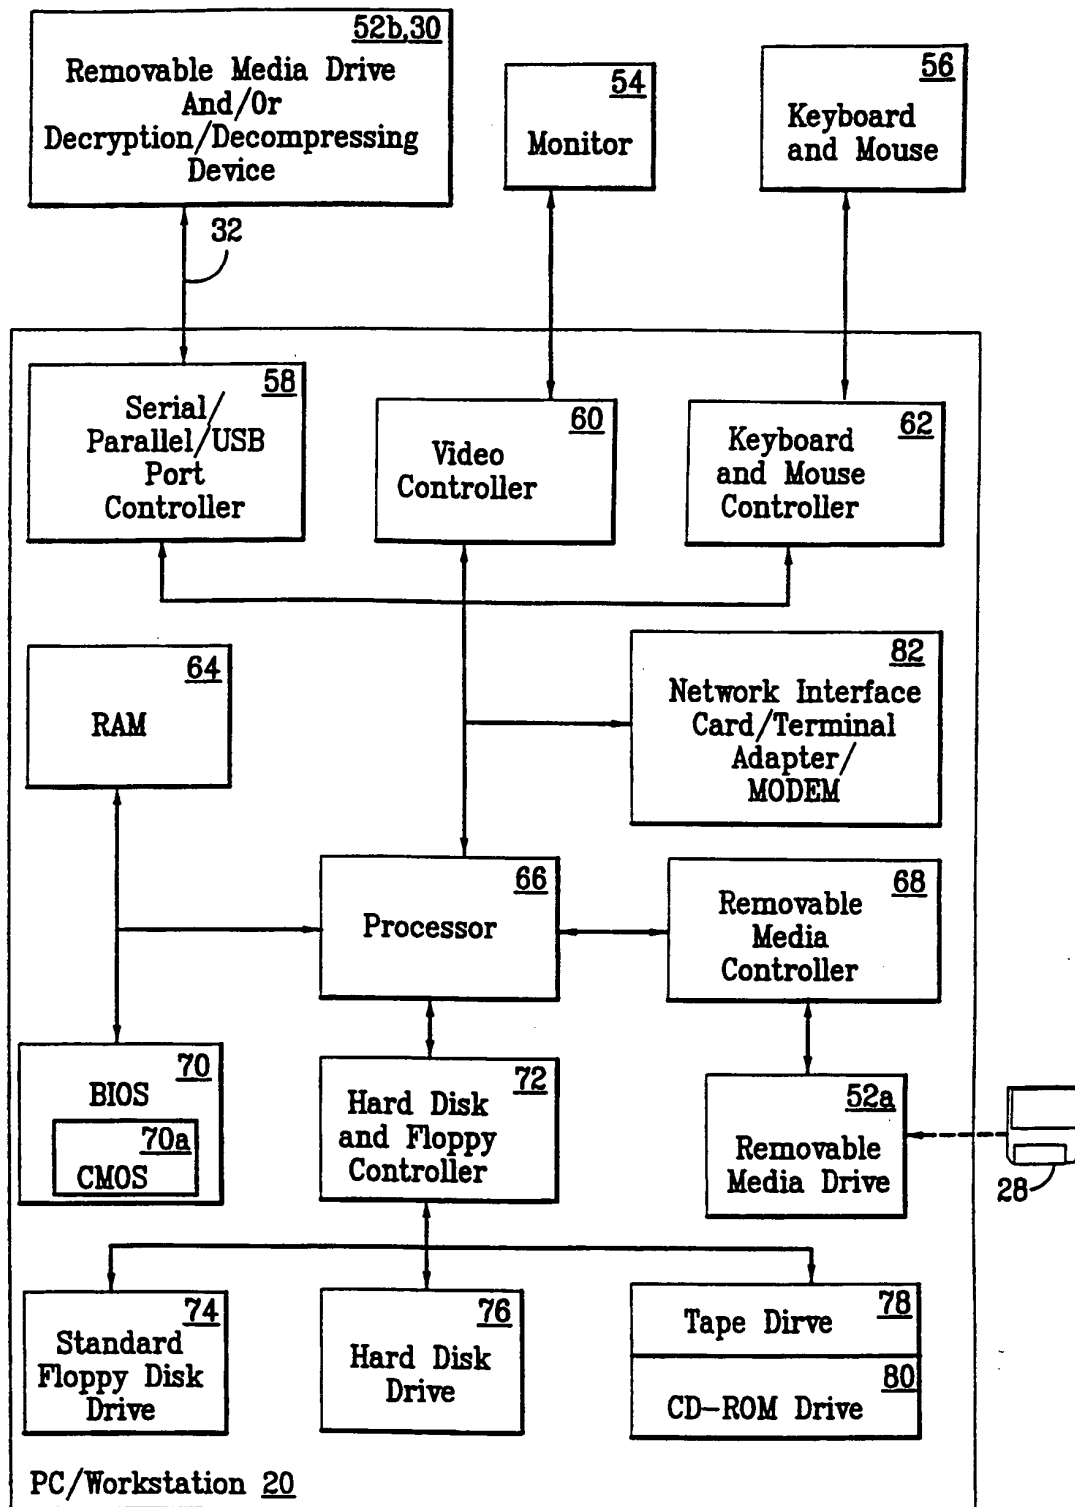 52b,30
Removable Media Drive
And/Or
Decryption/Decompressing
Device
54
Monitor
56
Keyboard
and Mouse
32
58
Serial/
Parallel/USB
Port
Controller
60
Video
Controller
62
Keyboard
and Mouse
Controller
64
RAM
82
Network Interface
Card/Terminal
Adapter/
MODEM
66
Processor
68
Removable
Media
Controller
70
BIOS
70a
CMOS
72
Hard Disk
and Floppy
Controller
52a
Removable
Media Drive
28
74
Standard
Floppy Disk
Drive
76
Hard Disk
Drive
78
Tape Dirve
80
CD-ROM Drive
PC/Workstation 20